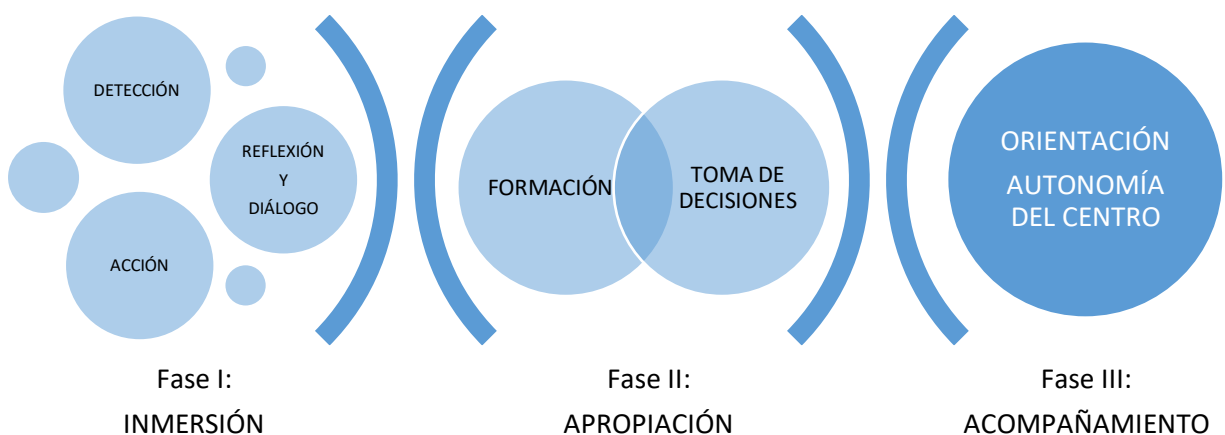 DETECCIÓN
REFLEXIÓN
Y
DIÁLOGO
ACCIÓN
FORMACIÓN
TOMA DE
DECISIONES
ORIENTACIÓN
AUTONOMÍA
DEL CENTRO
Fase I:
INMERSIÓN
Fase II:
APROPIACIÓN
Fase III:
ACOMPAÑAMIENTO